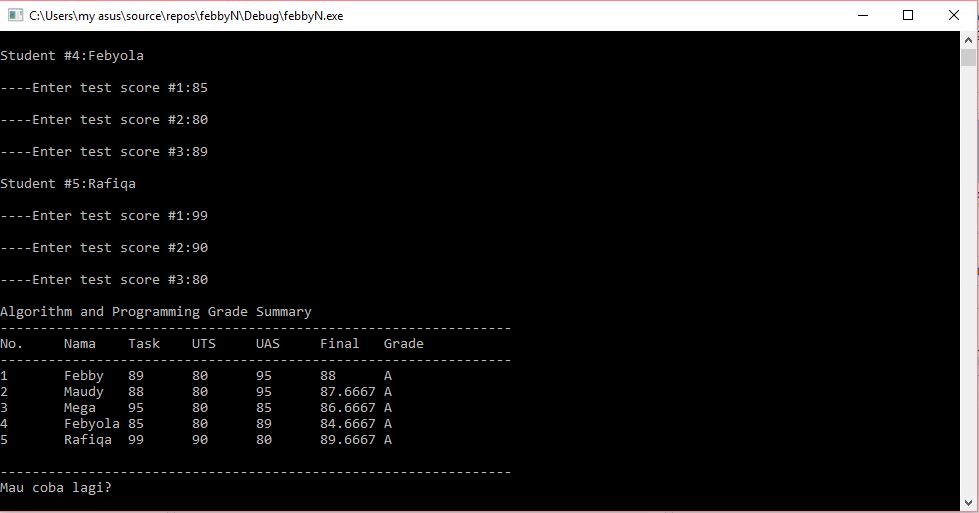 C:\Users\my asus\source\repos\febbyN\Debug\febbyN.exe
Student #4:Febyola
----Enter test score #1:85
----Enter test score #2:80
----Enter test score #3:89
Student #5:Rafiqa
----Enter test score #1:99
----Enter test score #2:90
----Enter test score #3:80
Algorithm and Programming Grade Summary
----------------------------------------------------------------
No.     Nama    Task    UTS     UAS     Final   Grade
----------------------------------------------------------------
1       Febby   89      80      95      88      A
2       Maudy   88      80      95      87.6667 A
3       Mega    95      80      85      86.6667 A
4       Febyola 85      80      89      84.6667 A
5       Rafiqa  99      90      80      89.6667 A
----------------------------------------------------------------
Mau coba lagi?